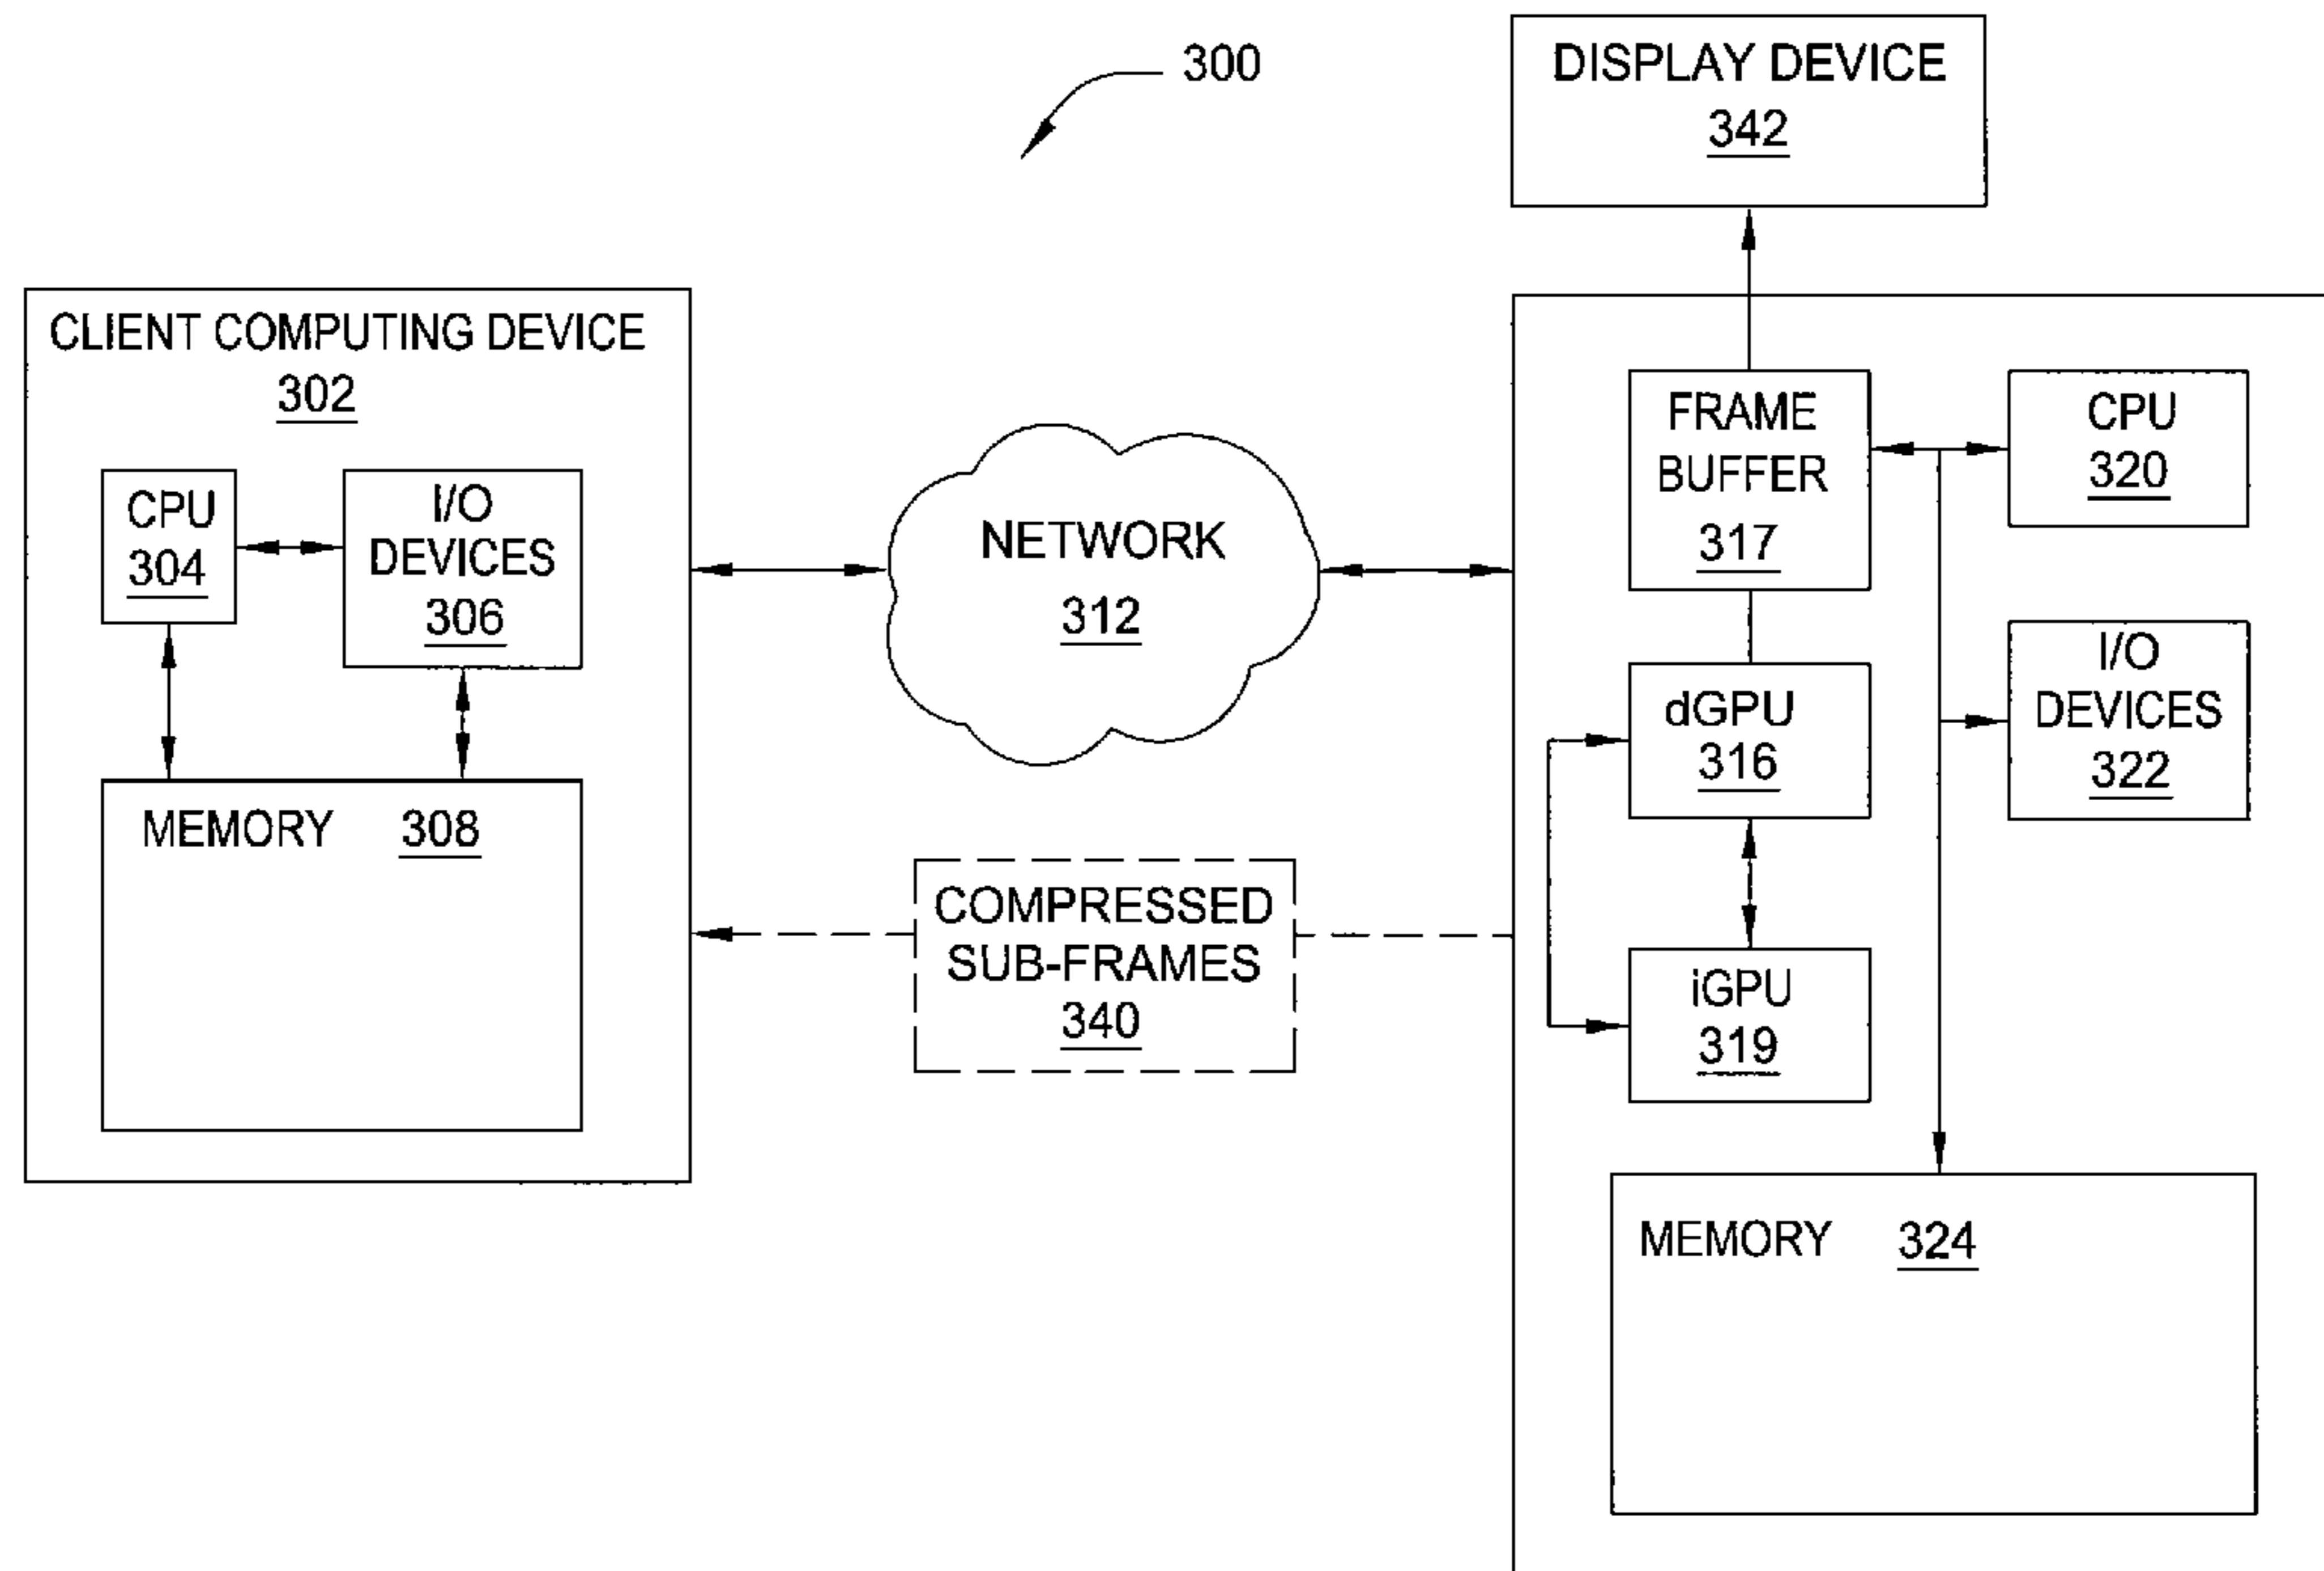 300
DISPLAY DEVICE
342
CLIENT COMPUTING DEVICE
302
CPU
304
I/O
DEVICES
306
MEMORY 308
NETWORK
312
COMPRESSED
SUB-FRAMES
340
FRAME
BUFFER
317
CPU
320
dGPU
316
I/O
DEVICES
322
iGPU
319
MEMORY 324